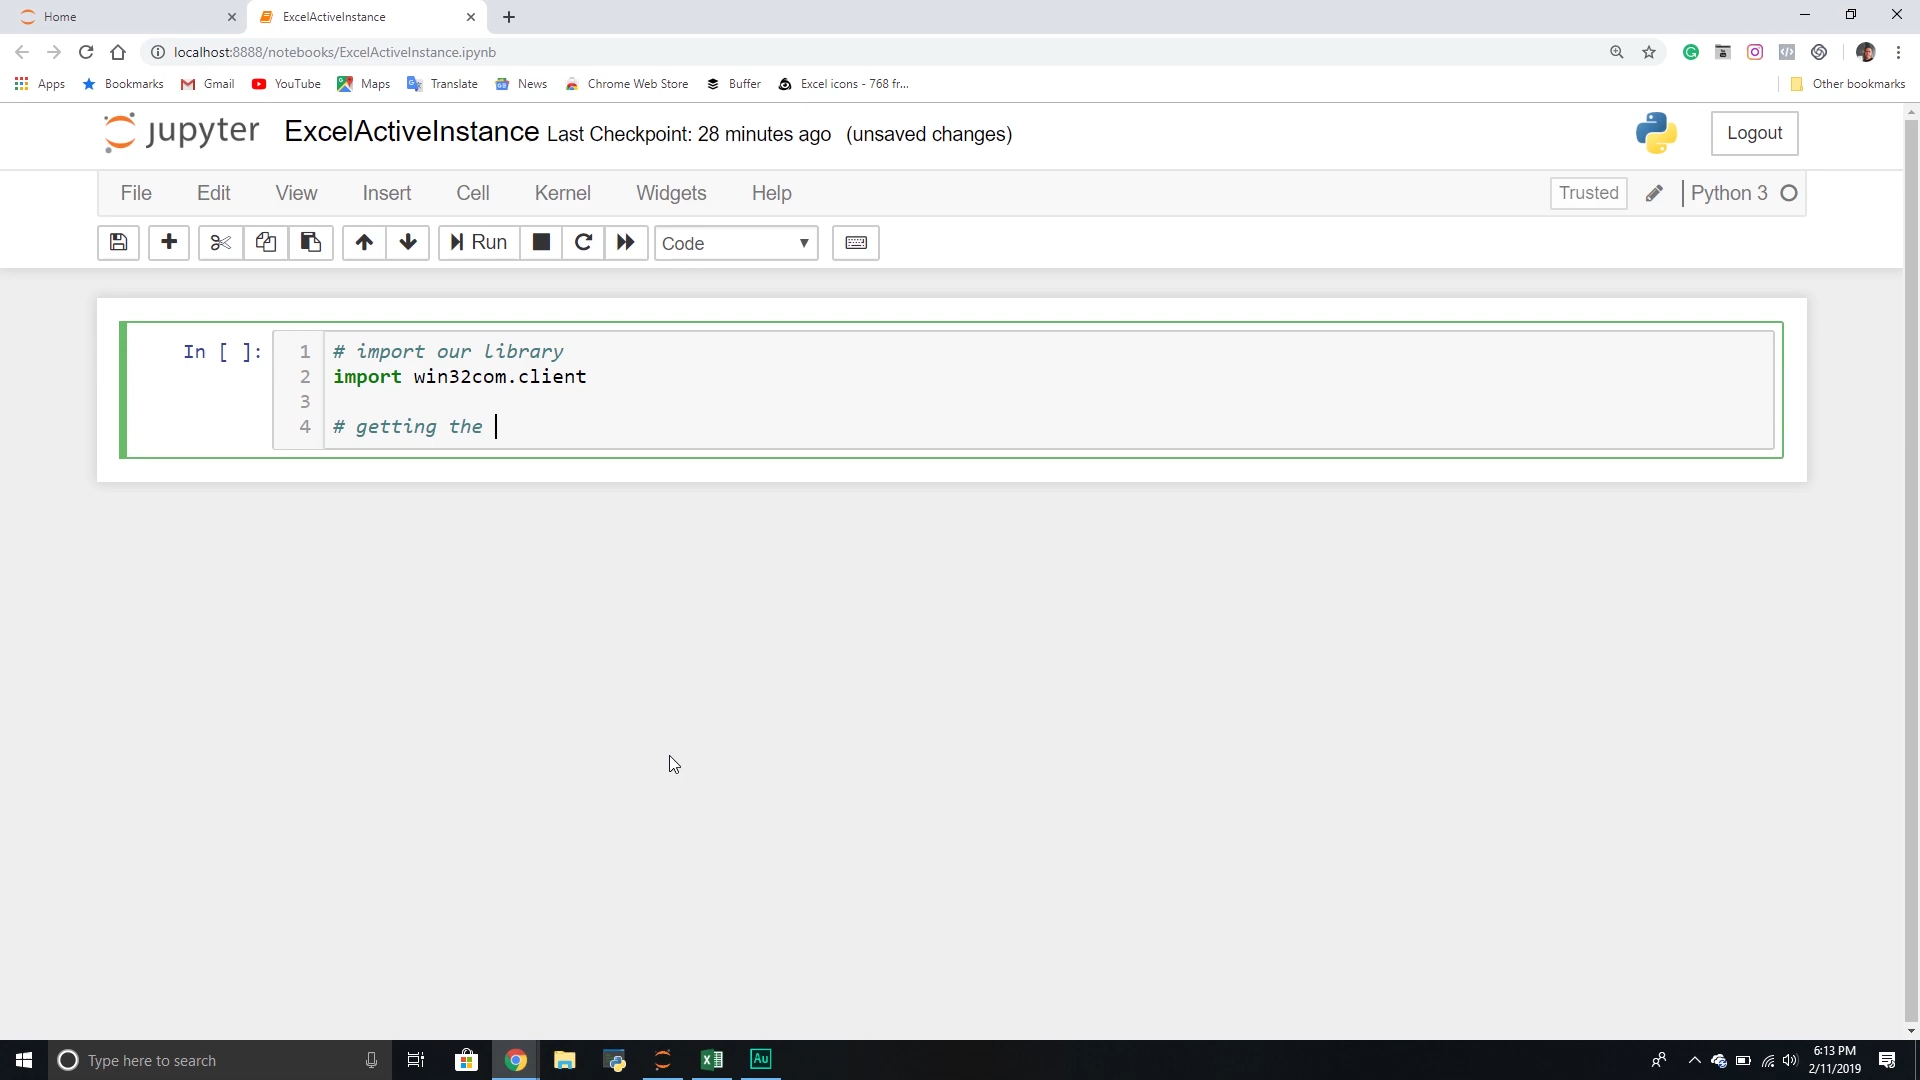 Home
ExcelActiveInstance
localhost:8888/notebooks/ExcelActiveInstance.ipynb
Apps Bookmarks Gmail YouTube Maps Translate News Chrome Web Store Buffer Excel icons - 768 fr... Other bookmarks
jupyter ExcelActiveInstance Last Checkpoint: 28 minutes ago (unsaved changes) Logout
File Edit View Insert Cell Kernel Widgets Help Trusted Python 3
Run Code
In [ ]: 1 # import our library
2 import win32com.client
3
4 # getting the
Type here to search
Au
6:13 PM
2/11/2019